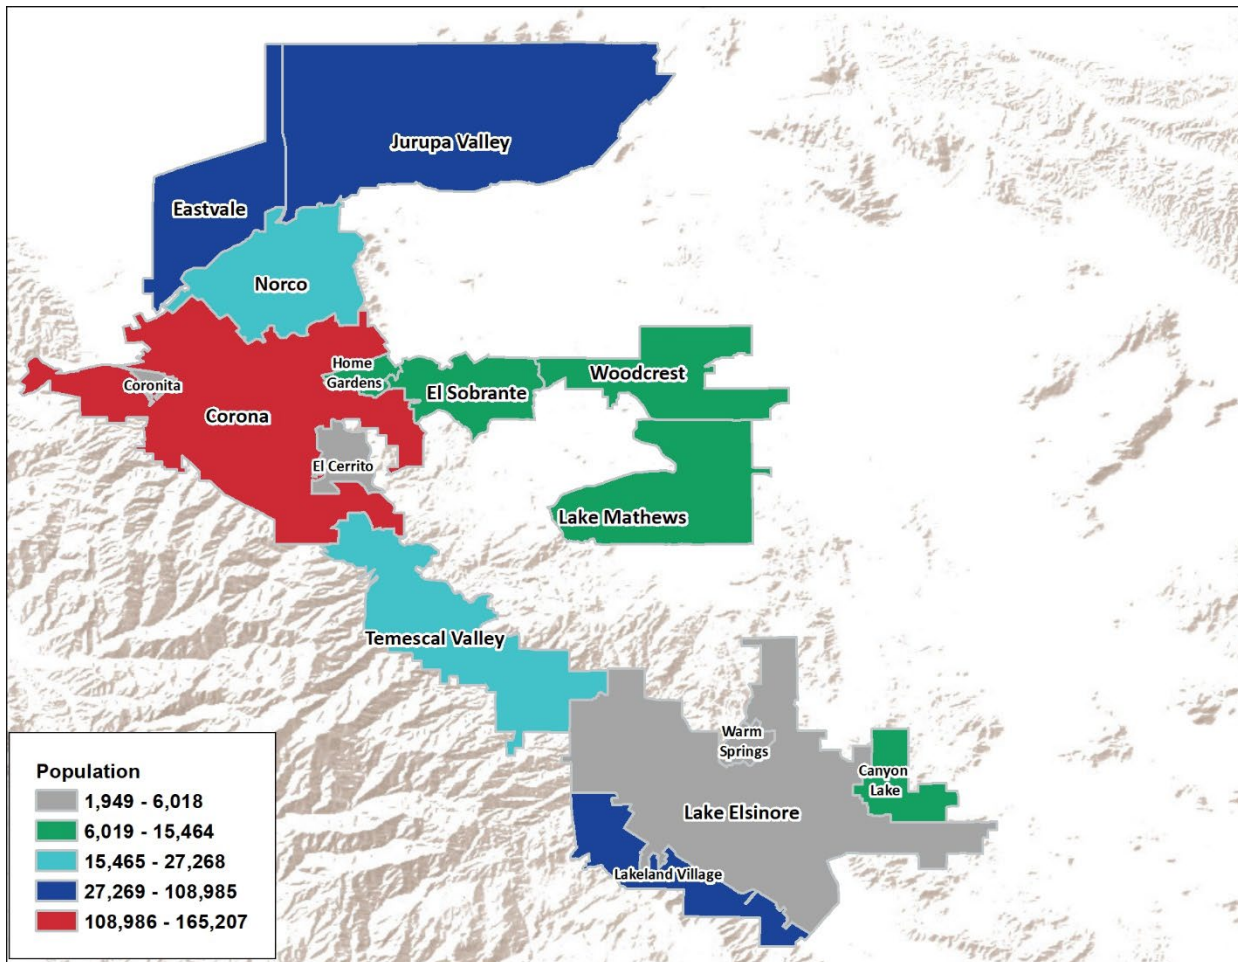 Jurupa Valley
Eastvale
Norco
Home
Gardens
Woodcrest
Coronita
El Sobrante
Corona
El Cerrito
Lake Mathews
Temescal Valley
Warm
Springs
Canyon
Lake
Lake Elsinore
Lakeland Village
Population
1,949 - 6,018
6,019 - 15,464
15,465 - 27,268
27,269 - 108,985
108,986 - 165,207